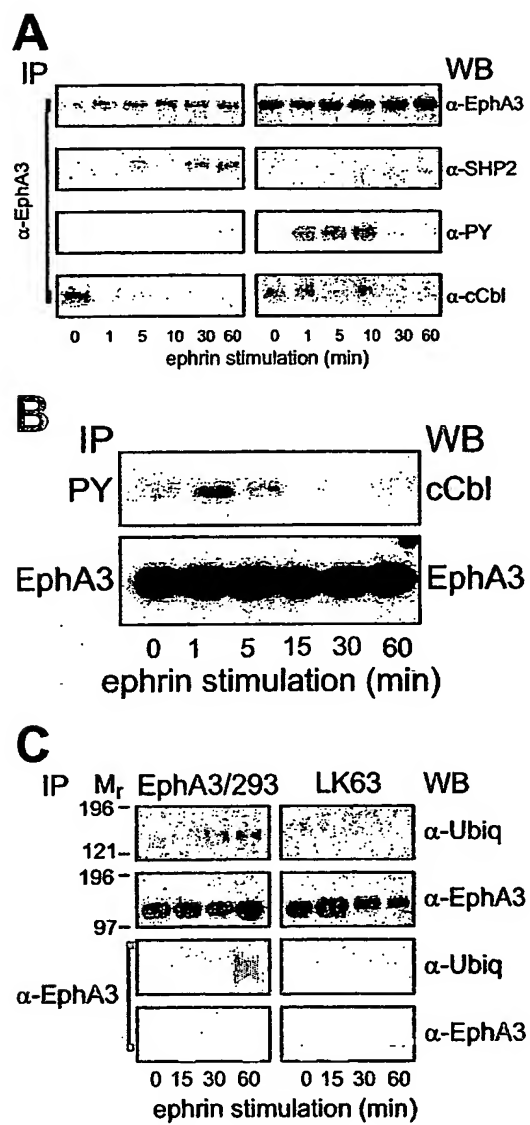 A
IP WB
α-EphA3
α-EphA3
α-SHP2
α-PY
α-cCbl
0 1 5 10 30 60 0 1 5 10 30 60
ephrin stimulation (min)
B
IP WB
PY cCbl
EphA3 EphA3
0 1 5 15 30 60
ephrin stimulation (min)
C
IP Mr EphA3/293 LK63 WB
196
α-Ubiq
121
196
α-EphA3
97
α-EphA3
α-Ubiq
α-EphA3
0 15 30 60 0 15 30 60
ephrin stimulation (min)